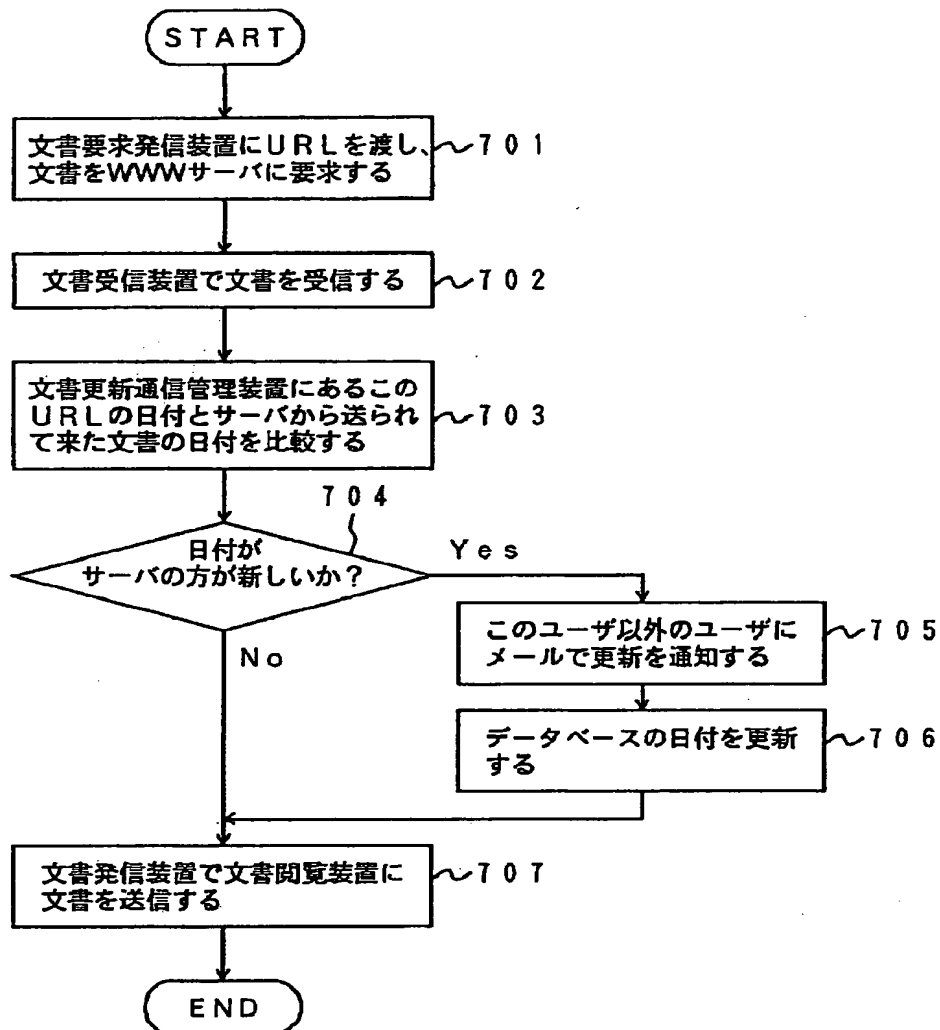 START
文書要求発信装置にURLを渡し、
文書をWWWサーバに要求する
701
文書受信装置で文書を受信する
702
文書更新通信管理装置にあるこの
URLの日付とサーバから送られ
て来た文書の日付を比較する
703
704
日付が
サーバの方が新しいか？
Yes
No
このユーザ以外のユーザに
メールで更新を通知する
705
データベースの日付を更新
する
706
文書発信装置で文書閲覧装置に
文書を送信する
707
END